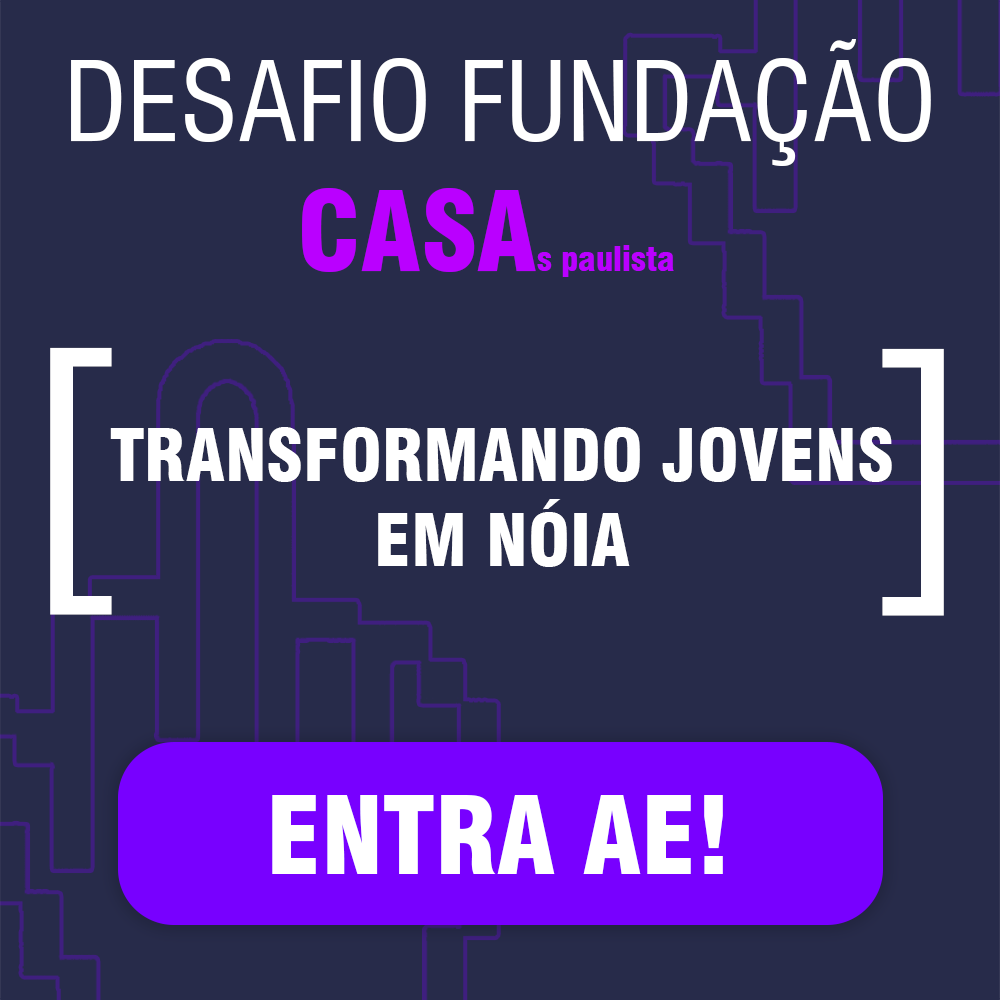 DESAFIO FUNDAÇÃO
CASAs paulista
TRANSFORMANDO JOVENS
EM NÓIA
ENTRA AE!